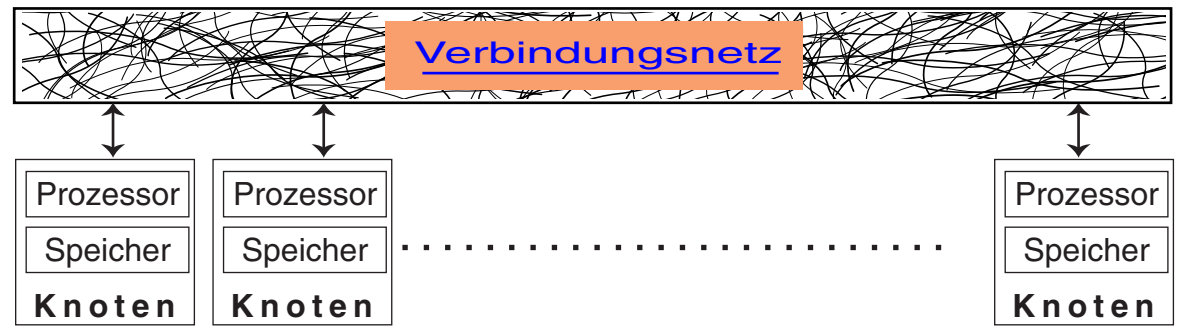 Verbindungsnetz
Prozessor Prozessor Prozessor
Speicher Speicher Speicher
Knoten Knoten Knoten